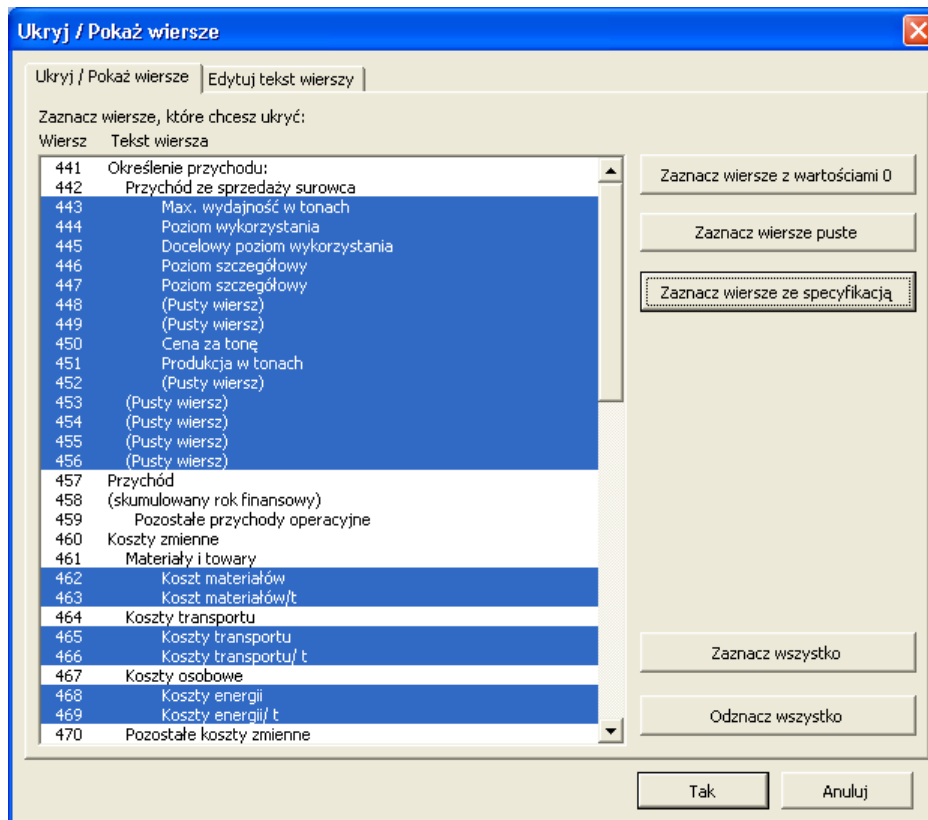 Ukryj / Pokaż wiersze
Ukryj / Pokaż wiersze Edytuj tekst wierszy
Zaznacz wiersze, które chcesz ukryć:
Wiersz Tekst wiersza
441 Określenie przychodu:
442 Przychód ze sprzedaży surowca
443 Max. wydajność w tonach
444 Poziom wykorzystania
445 Docelowy poziom wykorzystania
446 Poziom szczegółowy
447 Poziom szczegółowy
448 (Pusty wiersz)
449 (Pusty wiersz)
450 Cena za tonę
451 Produkcja w tonach
452 (Pusty wiersz)
453 (Pusty wiersz)
454 (Pusty wiersz)
455 (Pusty wiersz)
456 (Pusty wiersz)
457 Przychód
458 (skumulowany rok finansowy)
459 Pozostałe przychody operacyjne
460 Koszty zmienne
461 Materiały i towary
462 Koszt materiałów
463 Koszt materiałów/t
464 Koszty transportu
465 Koszty transportu
466 Koszty transportu/ t
467 Koszty osobowe
468 Koszty energii
469 Koszty energii/ t
470 Pozostałe koszty zmienne
Zaznacz wiersze z wartościami 0
Zaznacz wiersze puste
Zaznacz wiersze ze specyfikacją
Zaznacz wszystko
Odznacz wszystko
Tak Anuluj